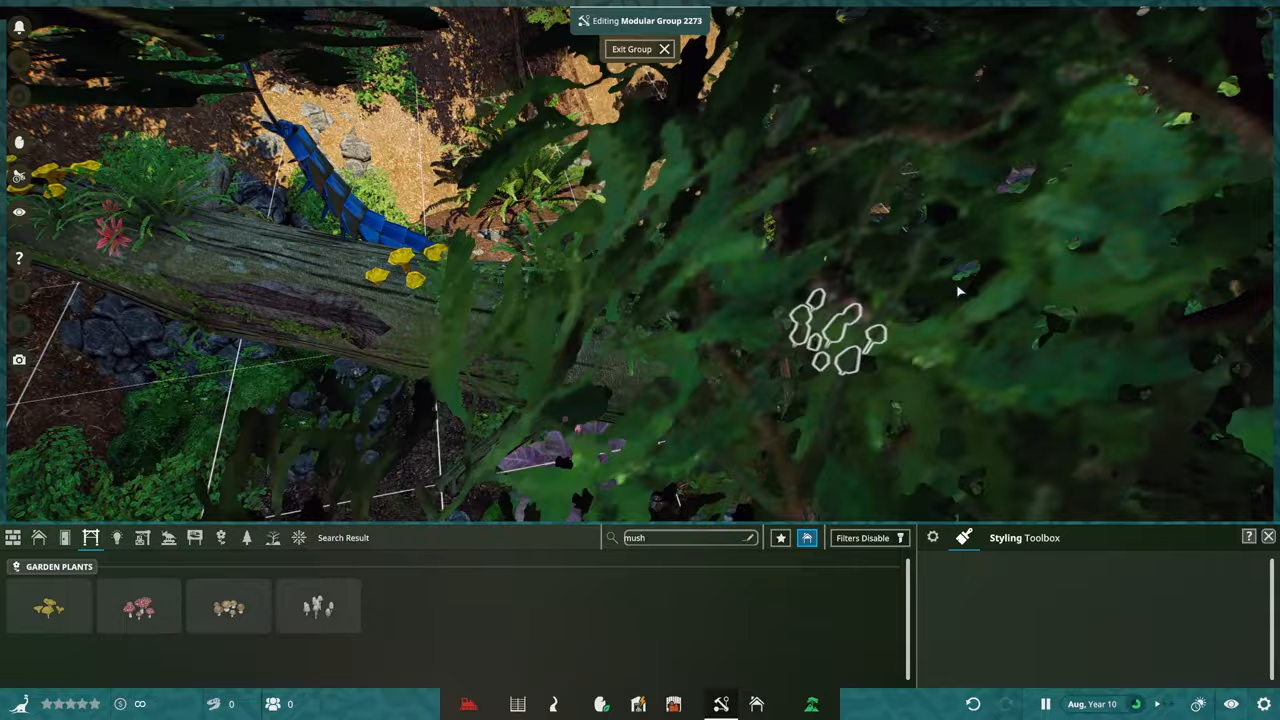 Editing Modular Group 2273
Exit Group
?
Search Result
mush
Filters Disable
Styling Toolbox
?
GARDEN PLANTS
∞
0
0
Aug, Year 10